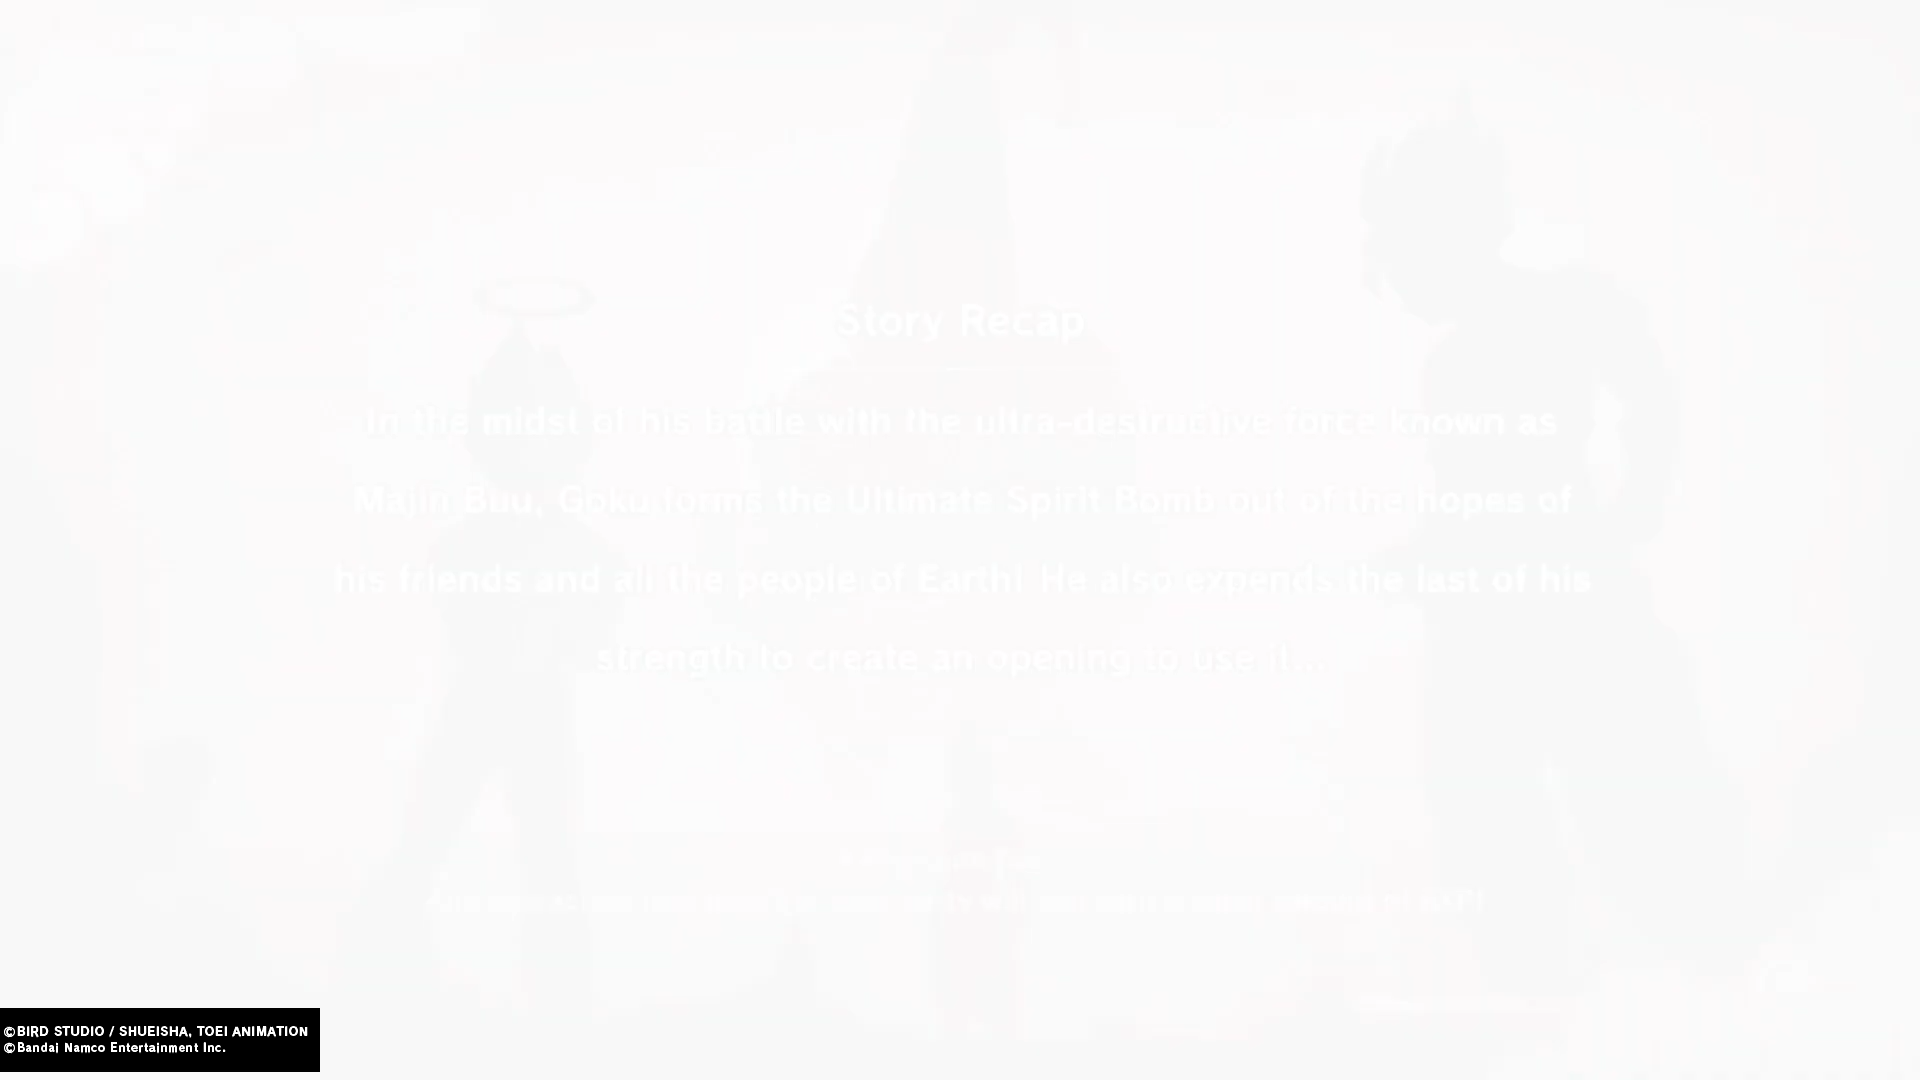 Story Recap
In the midst of his battle with the ultra-destructive force known as
Majin Buu, Goku forms the Ultimate Spirit Bomb out of the hopes of
his friends and all the people of Earth! He also expends the last of his
strength to create an opening to use it...
©BIRD STUDIO / SHUEISHA, TOEI ANIMATION
©Bandai Namco Entertainment Inc.